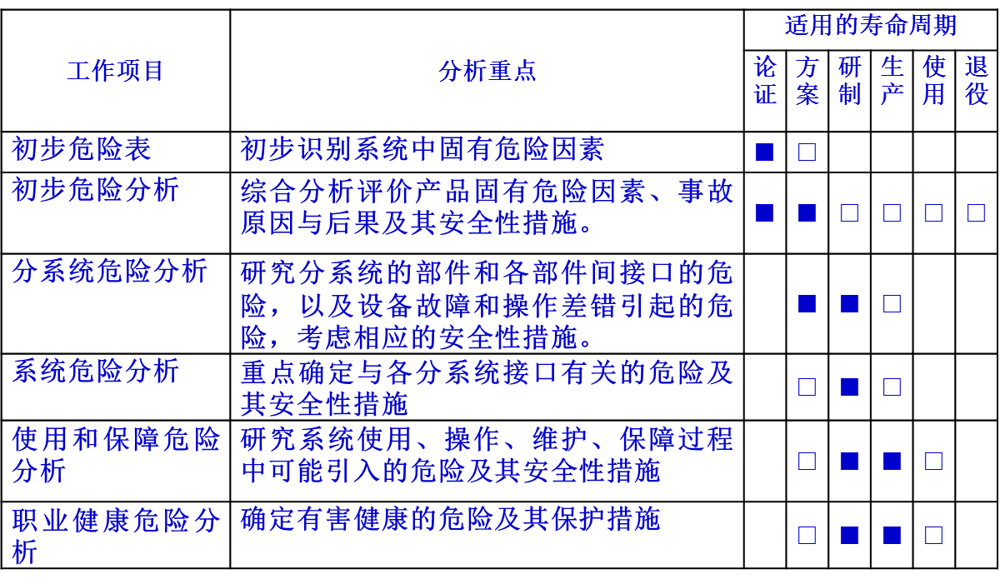 适用的寿命周期
工作项目 分析重点 论证 方案 研制 生产 使用 退役
初步危险表 初步识别系统中固有危险因素 ■ □
初步危险分析 综合分析评价产品固有危险因素、事故
原因与后果及其安全性措施。 ■ ■ □ □ □ □
分系统危险分析 研究分系统的部件和各部件间接口的危
险，以及设备故障和操作差错引起的危
险，考虑相应的安全性措施。 ■ ■ □
系统危险分析 重点确定与各分系统接口有关的危险及
其安全性措施 □ ■ □
使用和保障危险 研究系统使用、操作、维护、保障过程
分析 中可能引入的危险及其安全性措施 □ ■ ■ □
职业健康危险分 确定有害健康的危险及其保护措施
析 □ ■ ■ □